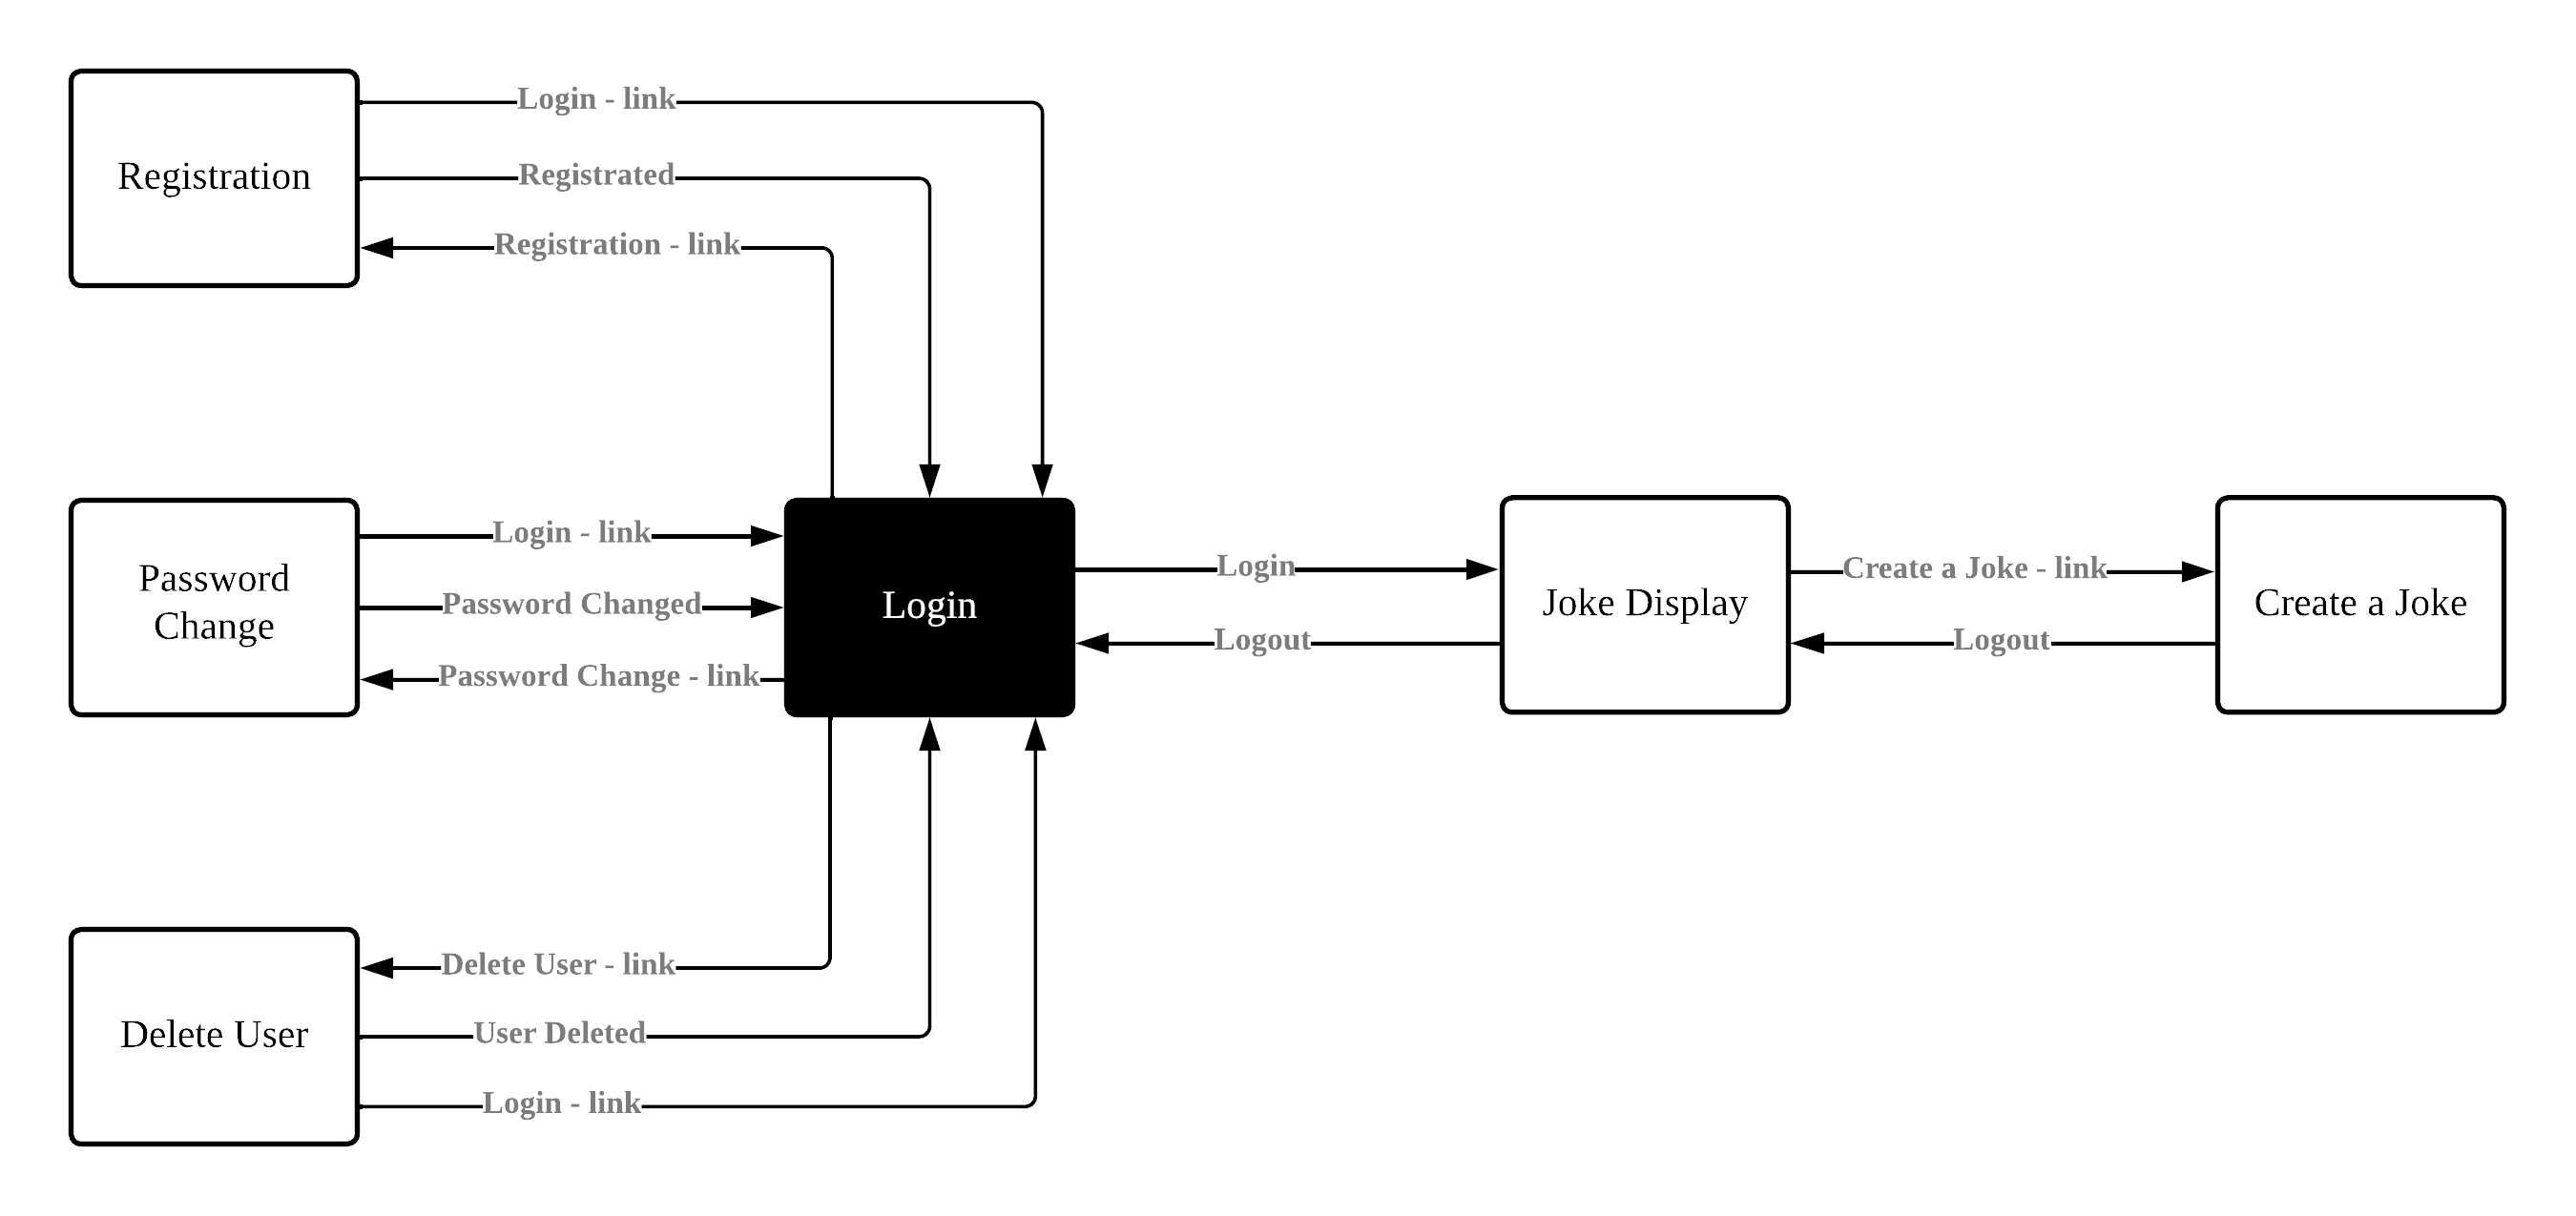 Login - link
Registration
Registrated
Registration - link
Login - link
Password
Change
Password Changed
Password Change - link
Login
Login
Logout
Joke Display
Create a Joke - link
Logout
Create a Joke
Delete User - link
Delete User
User Deleted
Login - link